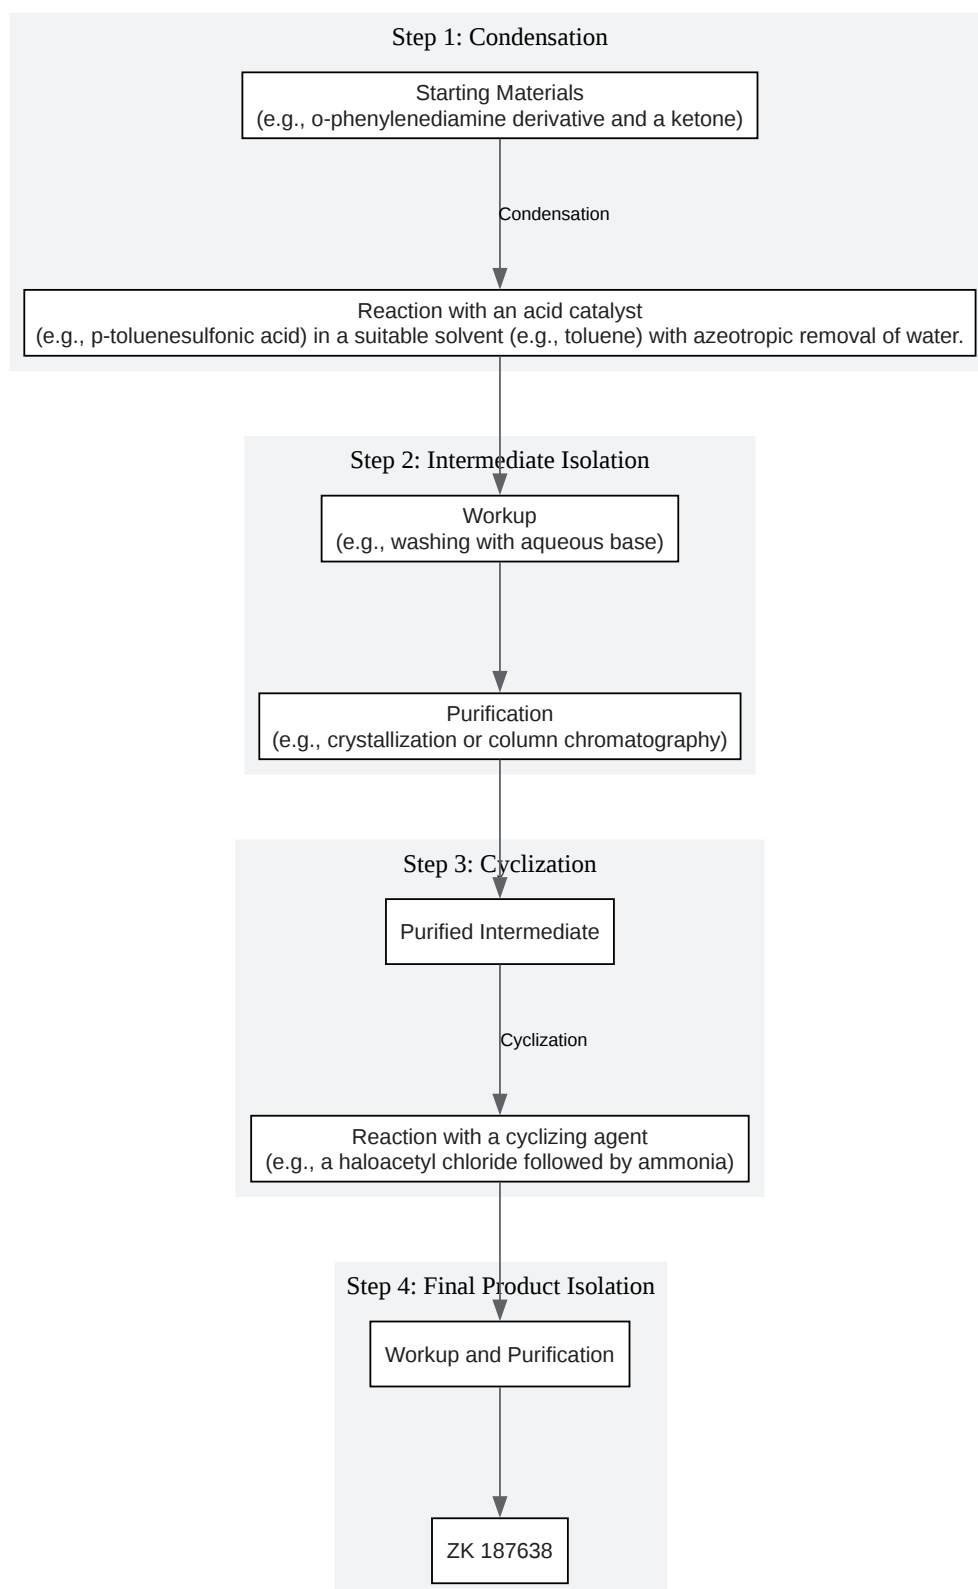 Step 1: Condensation
Starting Materials
(e.g., o-phenylenediamine derivative and a ketone)
Condensation
Reaction with an acid catalyst
(e.g., p-toluenesulfonic acid) in a suitable solvent (e.g., toluene) with azeotropic removal of water.
Step 2: Intermediate Isolation
Workup
(e.g., washing with aqueous base)
Purification
(e.g., crystallization or column chromatography)
Step 3: Cyclization
Purified Intermediate
Cyclization
Reaction with a cyclizing agent
(e.g., a haloacetyl chloride followed by ammonia)
Step 4: Final Product Isolation
Workup and Purification
ZK 187638